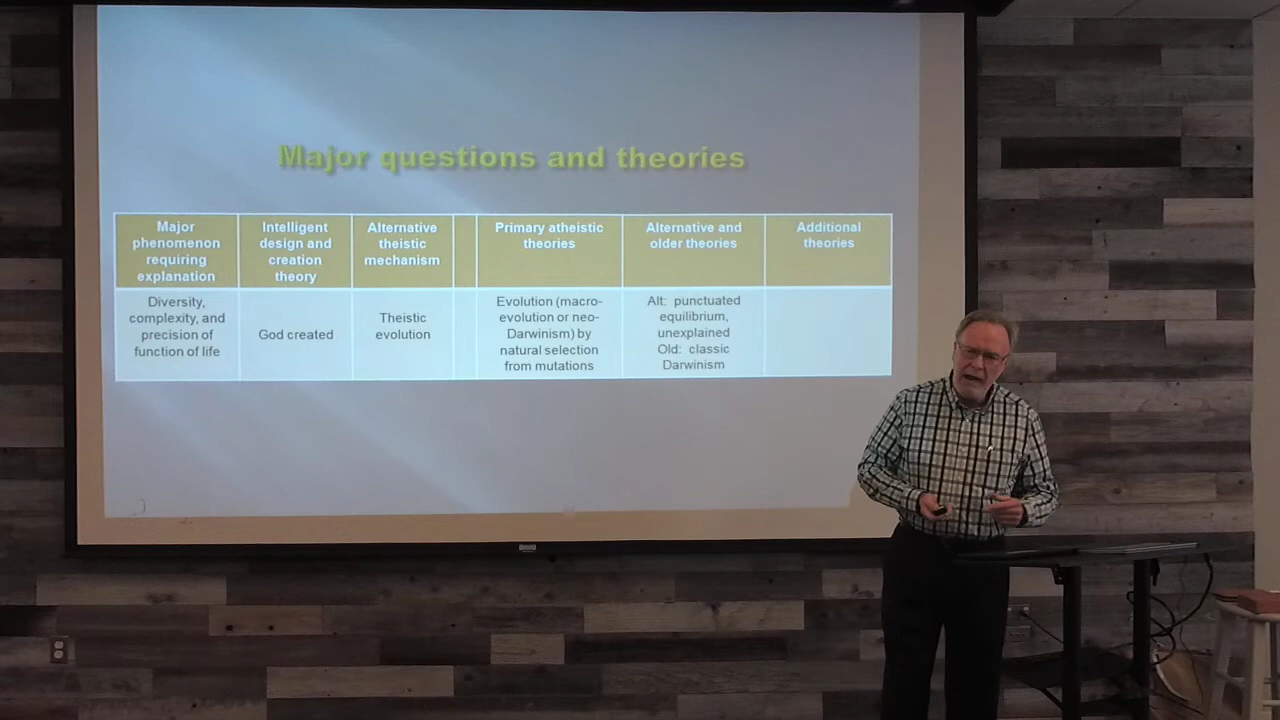 Major questions and theories
Major
phenomenon
requiring
explanation
Intelligent
design and
creation
theory
Alternative
theistic
mechanism
Primary atheistic
theories
Alternative and
older theories
Additional
theories
Diversity,
complexity, and
precision of
function of life
God created
Theistic
evolution
Evolution (macro-
evolution or neo-
Darwinism) by
natural selection
from mutations
Alt: punctuated
equilibrium,
unexplained
Old: classic
Darwinism